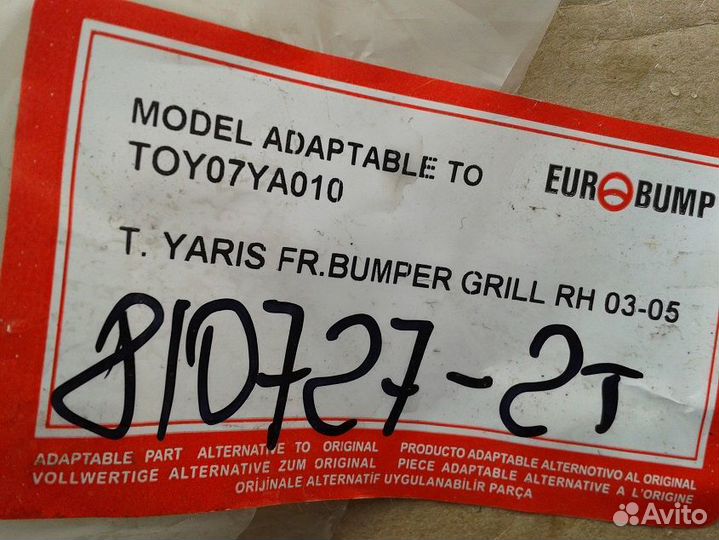 MODEL ADAPTABLE TO
TOY07YA010
EUROBUMP
T. YARIS FR.BUMPER GRILL RH 03-05
810727-2T
ADAPTABLE PART ALTERNATIVE TO ORIGINAL
PRODUCTO ADAPTABLE ALTERNOTIVO AL ORIGINAL
VOLLWERTIGE ALTERNATIVE ZUM ORIGINAL
PIECE ADAPTABLE ALTERNATIVE A L'ORIGINE
ORİJİNALE ALTERNATİF UYGULANABİLİR PARÇA
Avito